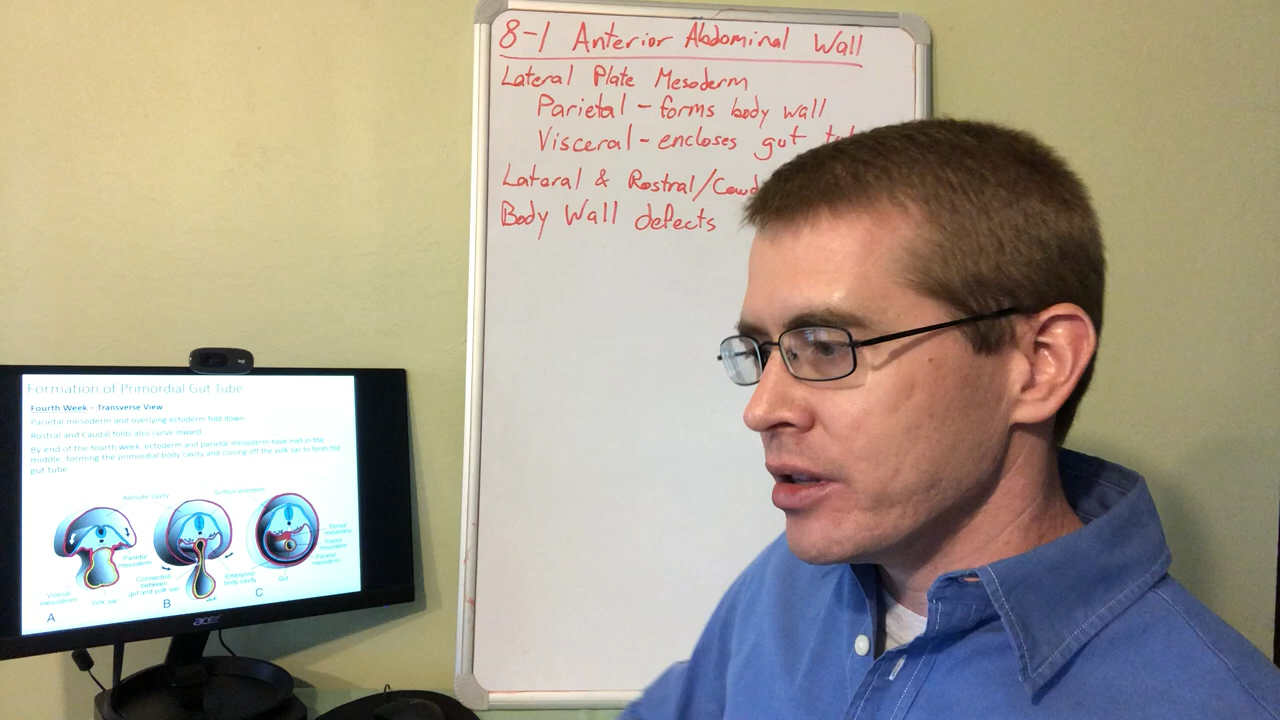 8-1 Anterior Abdominal Wall
Lateral Plate Mesoderm
Parietal - forms body wall
Visceral - encloses gut
Lateral & Rostral/
Body Wall defects
Formation of Primordial Gut Tube
Fourth Week – Transverse View
Parietal mesoderm and overlying ectoderm fold down
Rostral and Caudal folds also curve inward
By end of the fourth week, ectoderm and parietal mesoderm have met in the
middle, forming the primordial body cavity and closing off the yolk sac to form the
gut tube.
Amniotic cavity
Surface ectoderm
Dorsal
mesentery
mesoderm
Parietal
mesoderm
Parietal
mesoderm
Connection
between
gut and yolk sac
Embryonic
body cavity
Gut
Visceral
mesoderm
Yolk sac
A
B
C
acer